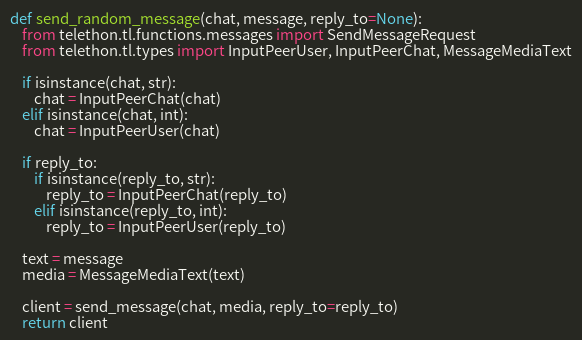 def send_random_message(chat, message, reply_to=None):
from telethon.tl.functions.messages import SendMessageRequest
from telethon.tl.types import InputPeerUser, InputPeerChat, MessageMediaText
if isinstance(chat, str):
chat = InputPeerChat(chat)
elif isinstance(chat, int):
chat = InputPeerUser(chat)
if reply_to:
if isinstance(reply_to, str):
reply_to = InputPeerChat(reply_to)
elif isinstance(reply_to, int):
reply_to = InputPeerUser(reply_to)
text = message
media = MessageMediaText(text)
client = send_message(chat, media, reply_to=reply_to)
return client